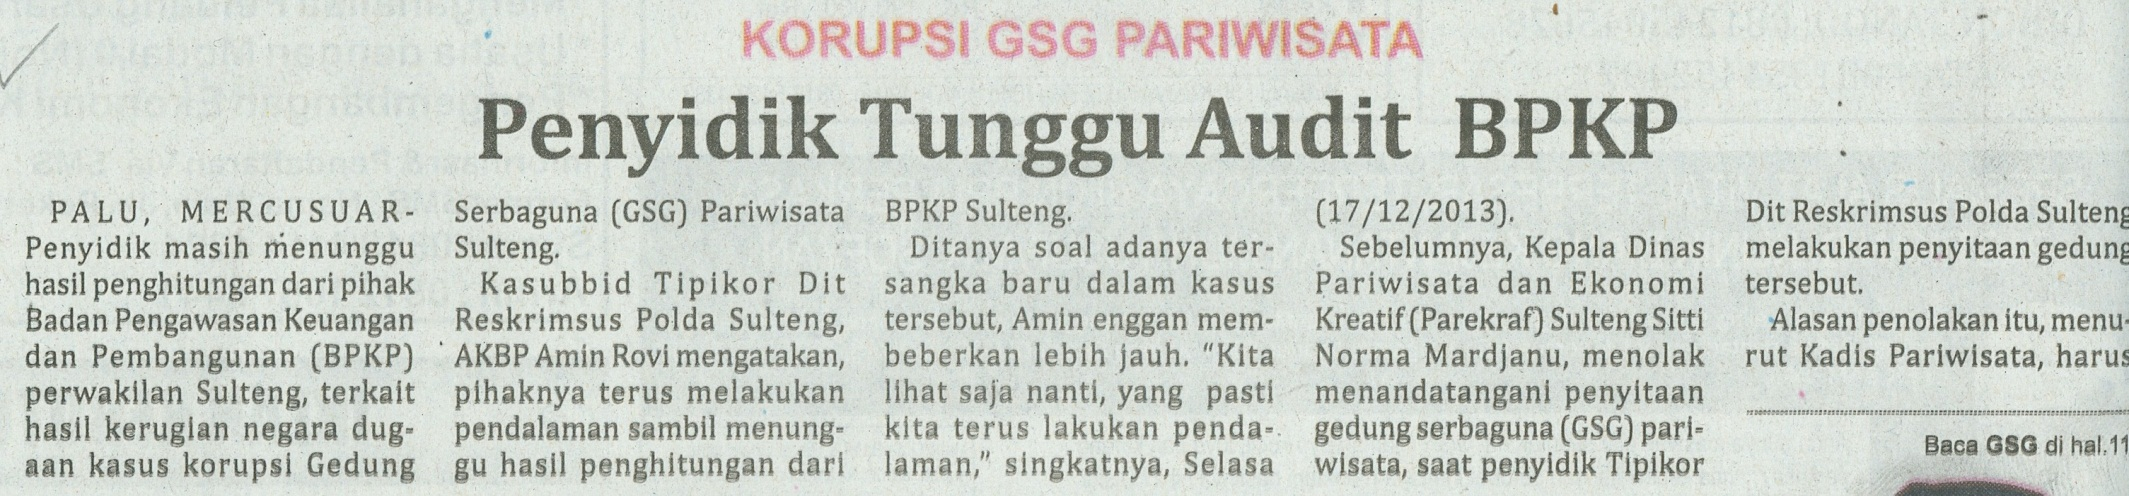 KORUPSI GSG PARIWISATA
Penyidik Tunggu Audit BPKP
PALU, MERCUSUAR-
Penyidik masih menunggu
hasil penghitungan dari pihak
Badan Pengawasan Keuangan
dan Pembangunan (BPKP)
perwakilan Sulteng, terkait
hasil kerugian negara dug-
aan kasus korupsi Gedung
Serbaguna (GSG) Pariwisata
Sulteng.
Kasubbid Tipikor Dit
Reskrimsus Polda Sulteng,
AKBP Amin Rovi mengatakan,
pihaknya terus melakukan
pendalaman sambil menung-
gu hasil penghitungan dari
BPKP Sulteng.
Ditanya soal adanya ter-
sangka baru dalam kasus
tersebut, Amin enggan mem-
beberkan lebih jauh. "Kita
lihat saja nanti, yang pasti
kita terus lakukan penda-
laman," singkatnya, Selasa
(17/12/2013).
Sebelumnya, Kepala Dinas
Pariwisata dan Ekonomi
Kreatif (Parekraf) Sulteng Sitti
Norma Mardjanu, menolak
menandatangani penyitaan
gedung serbaguna (GSG) pari-
wisata, saat penyidik Tipikor
Dit Reskrimsus Polda Sulteng
melakukan penyitaan gedung
tersebut.
Alasan penolakan itu, menu-
rut Kadis Pariwisata, harus
Baca GSG di hal.11